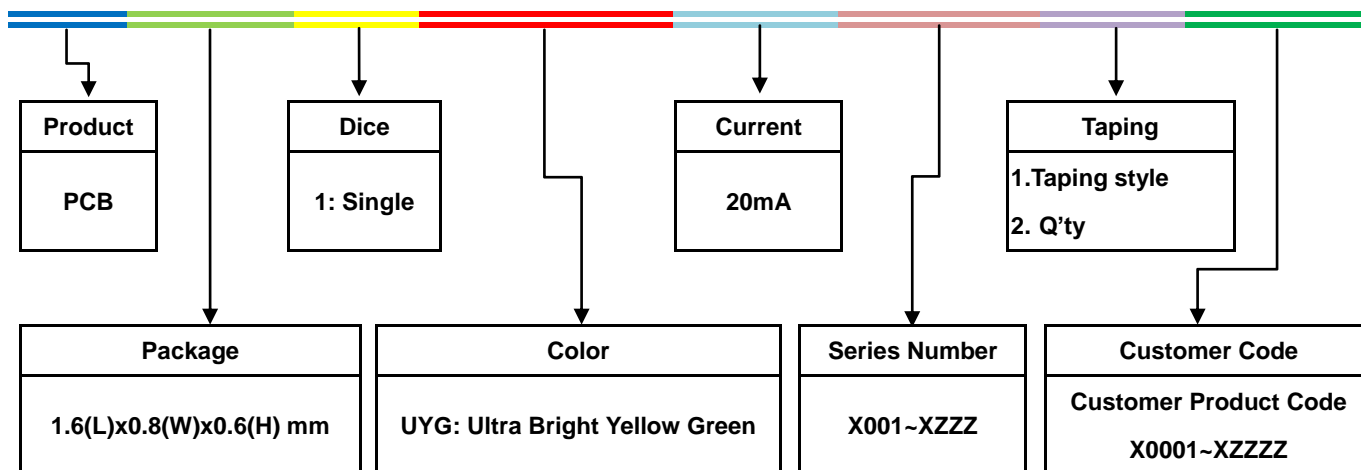 Product
PCB
Dice
1: Single
Current
20mA
Taping
1.Taping style
2. Q’ty
Package
1.6(L)x0.8(W)x0.6(H) mm
Color
UYG: Ultra Bright Yellow Green
Series Number
X001~XZZZ
Customer Code
Customer Product Code
X0001~XZZZZ